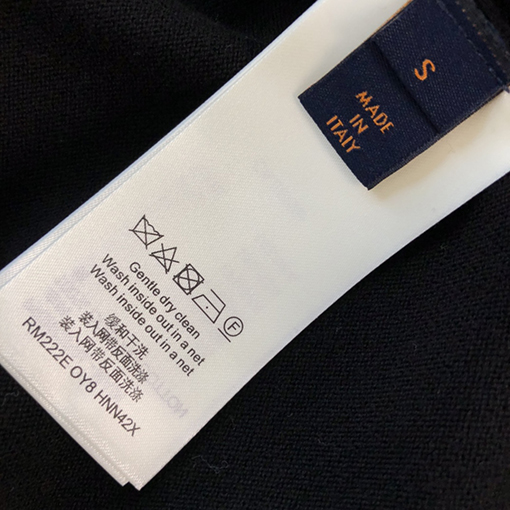 S
MADE
IN
ITALY
Gentle dry clean
Wash inside out in a net
Wash inside out in a net
缓和干洗
装入网带反面洗涤
装入网带反面洗涤
RM222E OY8 HNN42X